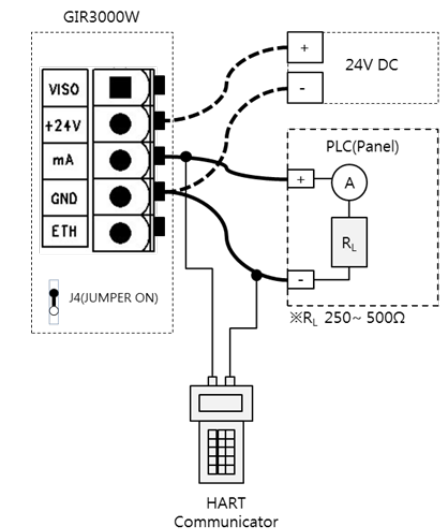 GIR3000W
VISO
+24V
mA
GND
ETH
J4(JUMPER ON)
+
24V DC
-
PLC(Panel)
+
A
RL
-
※RL 250~ 500Ω
HART
Communicator